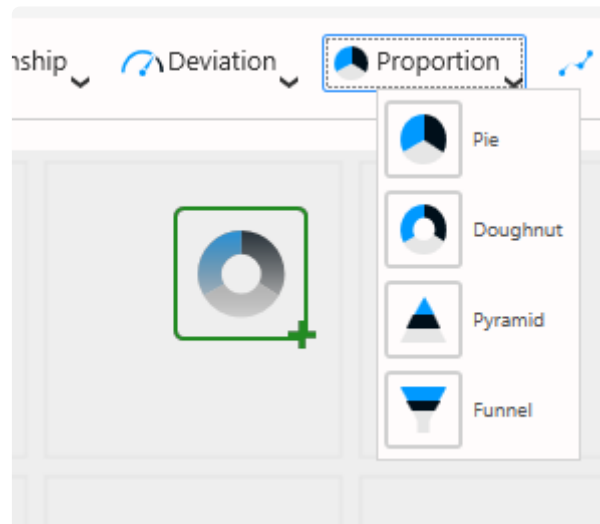 nship Deviation Proportion
Pie
Doughnut
Pyramid
Funnel